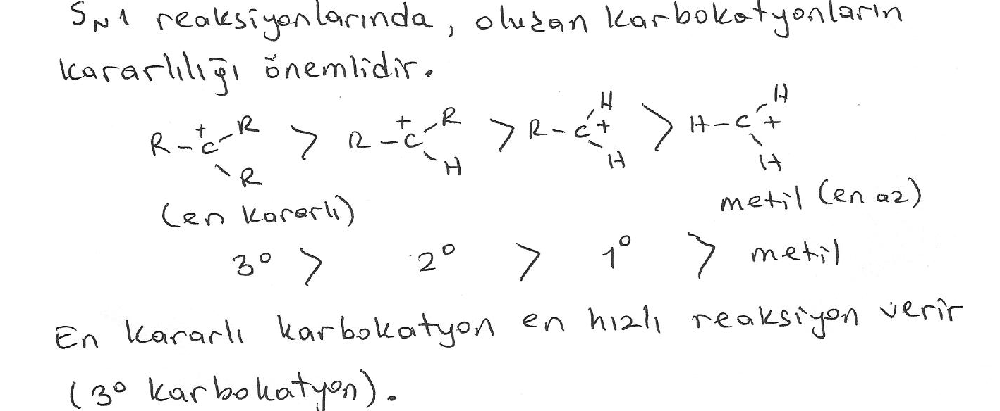 SN1 reaksiyonlarında, oluşan karbokatyonların
kararlılığı önemlidir.
R-C+(-R)-R > R-C+(-R)-H > R-C+(-H)-H > H-C+(-H)-H
(en kararlı) metil (en az)
3° > 2° > 1° > metil
En kararlı karbokatyon en hızlı reaksiyon verir
(3° karbokatyon).